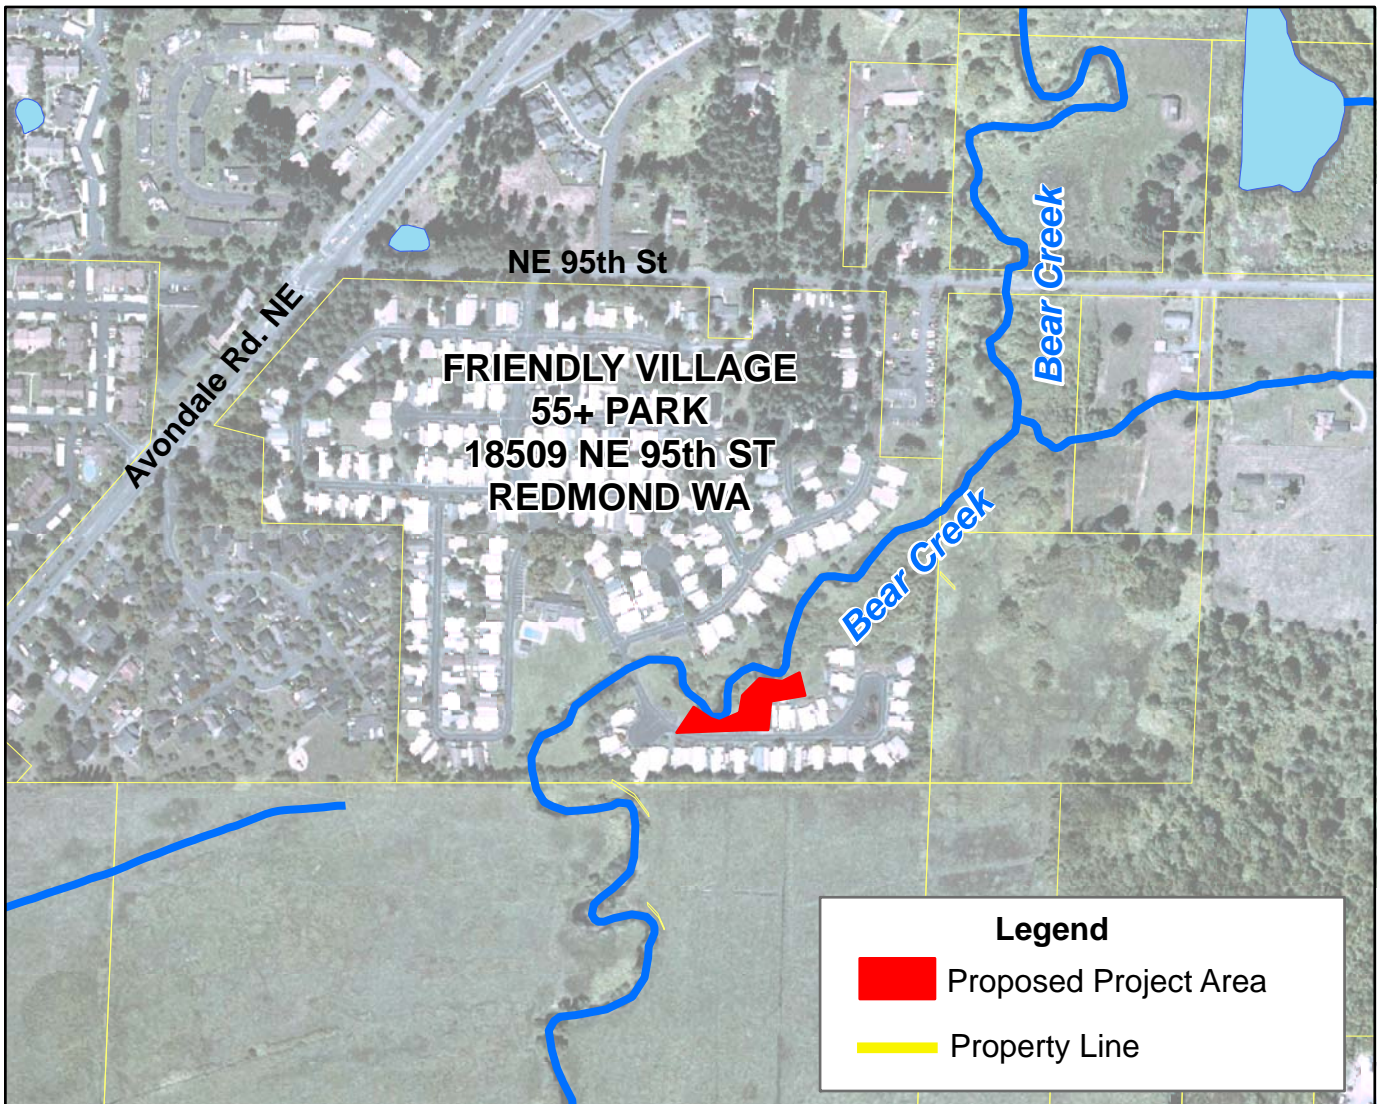 NE 95th St
Bear Creek
Avondale Rd. NE
FRIENDLY VILLAGE
55+ PARK
18509 NE 95th ST
REDMOND WA
Bear Creek
Legend
Proposed Project Area
Property Line